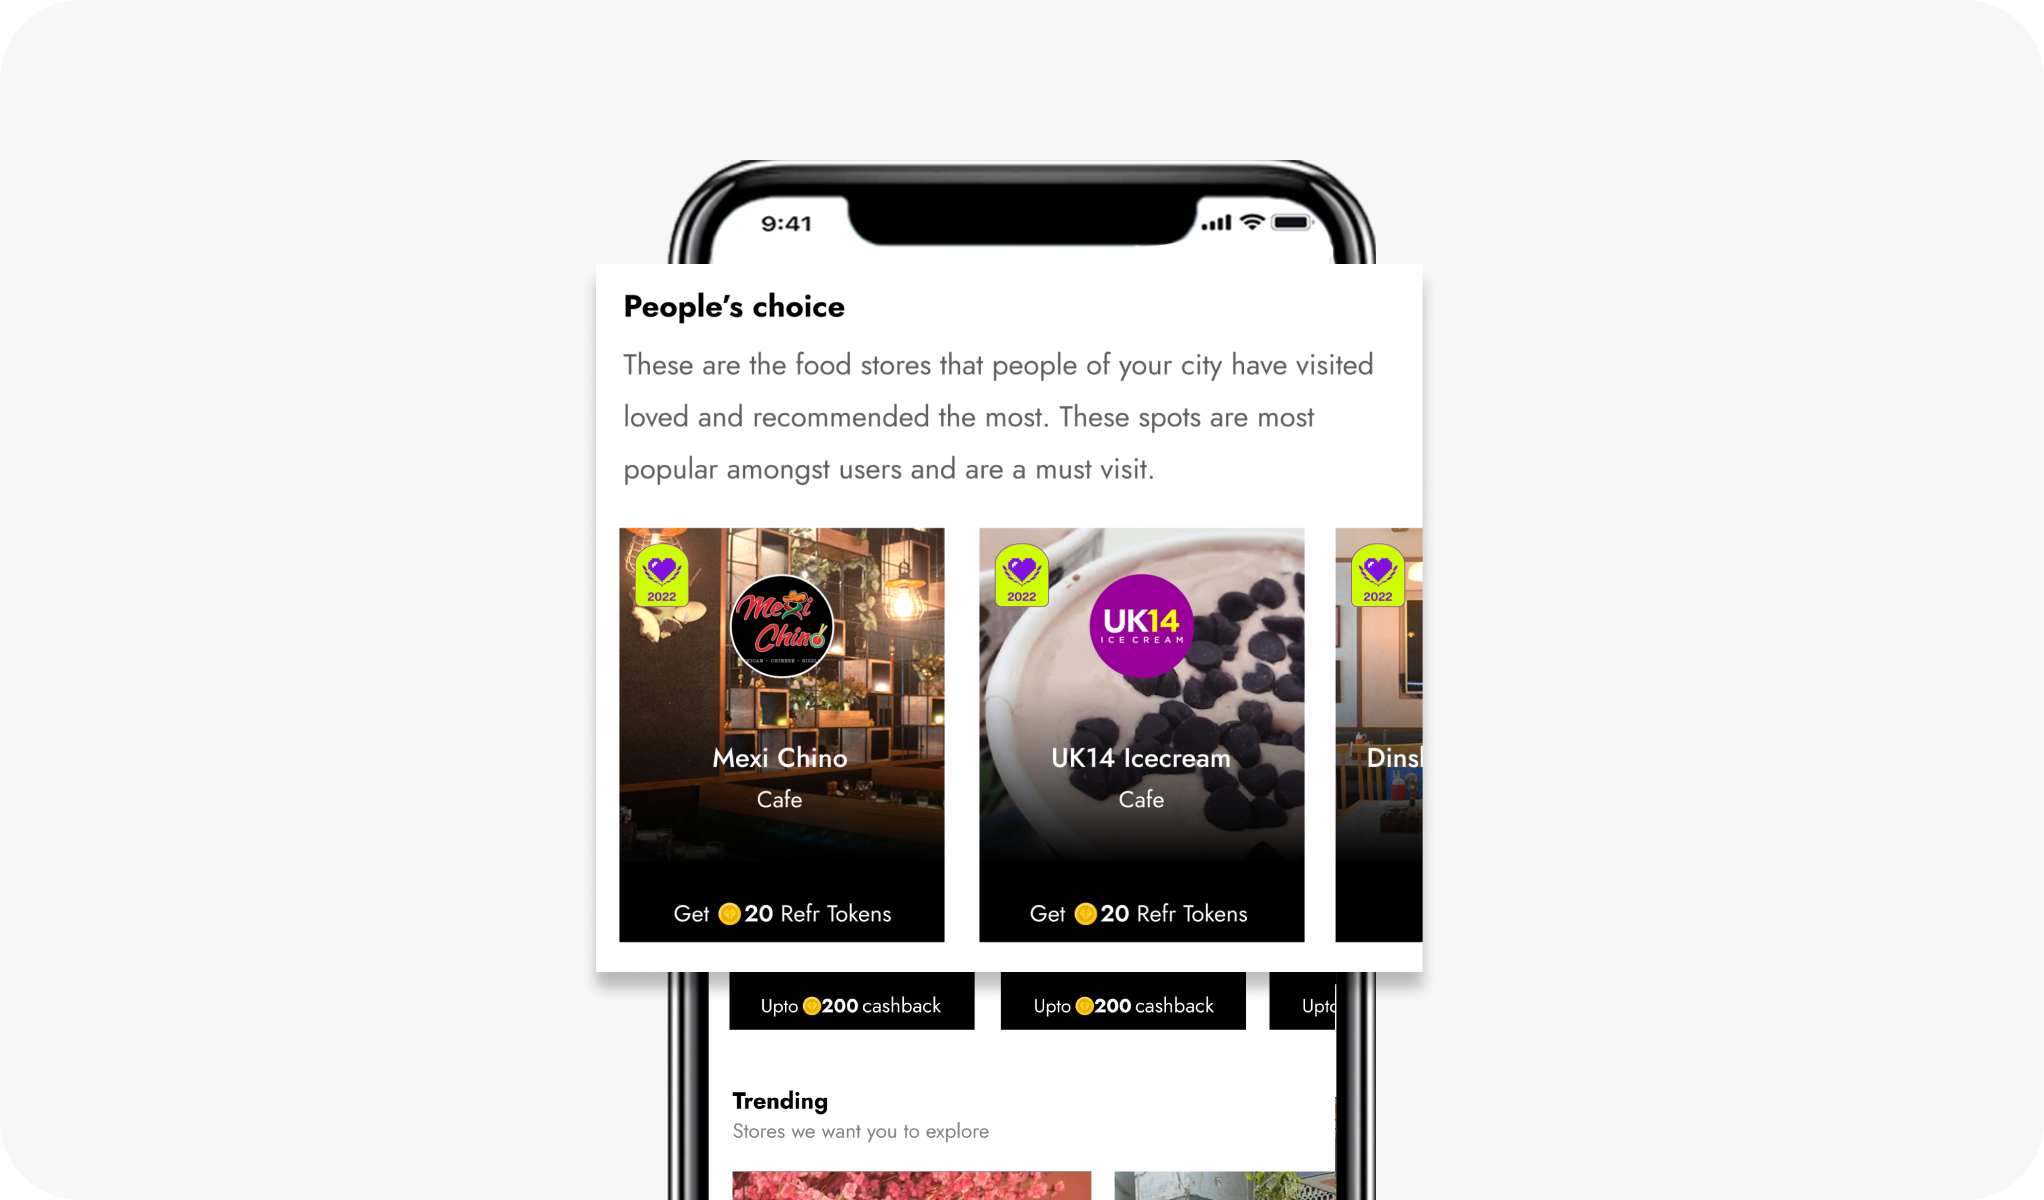 9:41
People's choice
These are the food stores that people of your city have visited
loved and recommended the most. These spots are most
popular amongst users and are a must visit.
2022
2022
2022
Mexi
Chino
UK14
ICE CREAM
Mexi Chino
UK14 Icecream
Cafe
Cafe
Get 20 Refr Tokens
Get 20 Refr Tokens
Upto 200 cashback
Upto 200 cashback
Trending
Stores we want you to explore